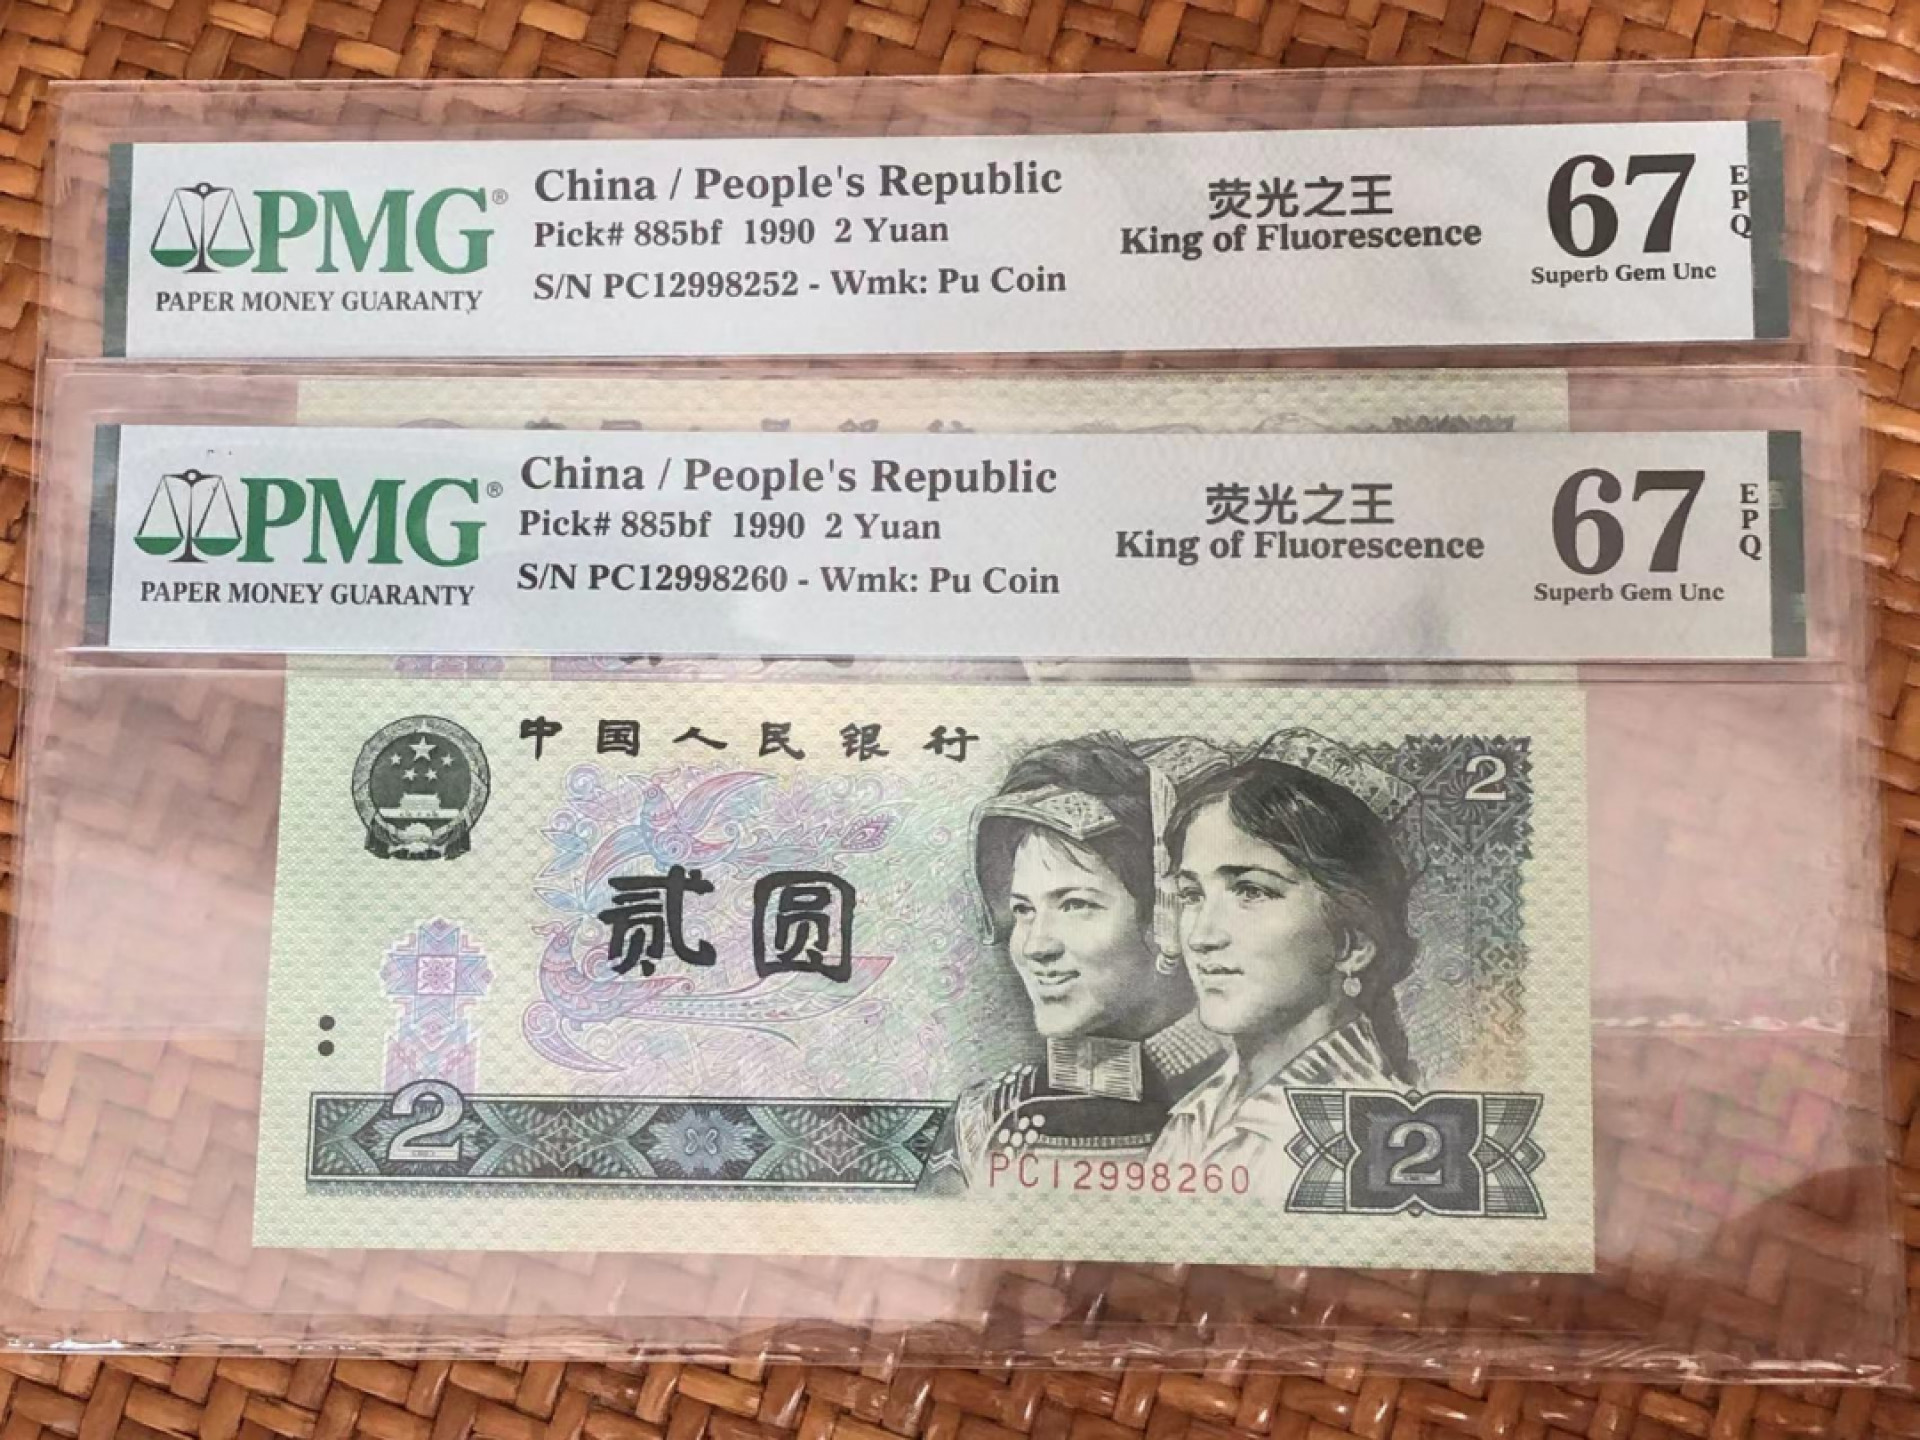 PMG®
PAPER MONEY GUARANTY
China / People's Republic
Pick# 885bf 1990 2 Yuan
S/N PC12998252 - Wmk: Pu Coin
荧光之王
King of Fluorescence
67
EPQ
Superb Gem Unc
PMG®
PAPER MONEY GUARANTY
China / People's Republic
Pick# 885bf 1990 2 Yuan
S/N PC12998260 - Wmk: Pu Coin
荧光之王
King of Fluorescence
67
EPQ
Superb Gem Unc
中国人民银行
2
贰圆
2
PC12998260
2